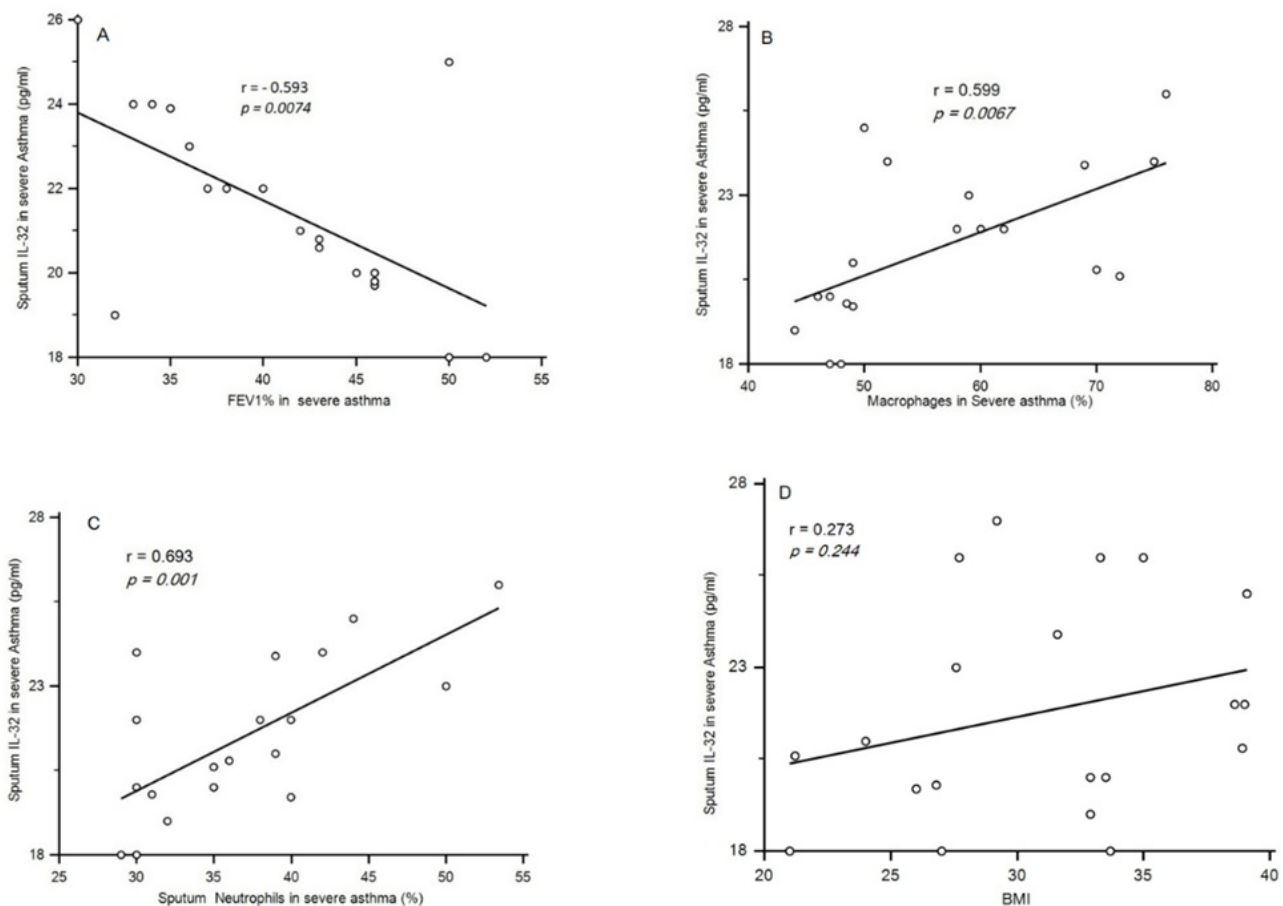 A
r = - 0.593
p = 0.0074
Sputum IL-32 in severe Asthma (pg/ml)
26
24
22
20
18
30 35 40 45 50 55
FEV1% in severe asthma
B
r = 0.599
p = 0.0067
Sputum IL-32 in severe Asthma (pg/ml)
28
23
18
40 50 60 70 80
Macrophages in Severe asthma (%)
C
r = 0.693
p = 0.001
Sputum IL-32 in severe Asthma (pg/ml)
28
23
18
25 30 35 40 45 50 55
Sputum Neutrophils in severe asthma (%)
D
r = 0.273
p = 0.244
Sputum IL-32 in severe Asthma (pg/ml)
28
23
18
20 25 30 35 40
BMI